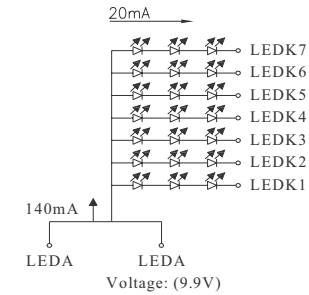 20mA
LEDK7
LEDK6
LEDK5
LEDK4
LEDK3
LEDK2
LEDK1
140mA
LEDA LEDA
Voltage: (9.9V)